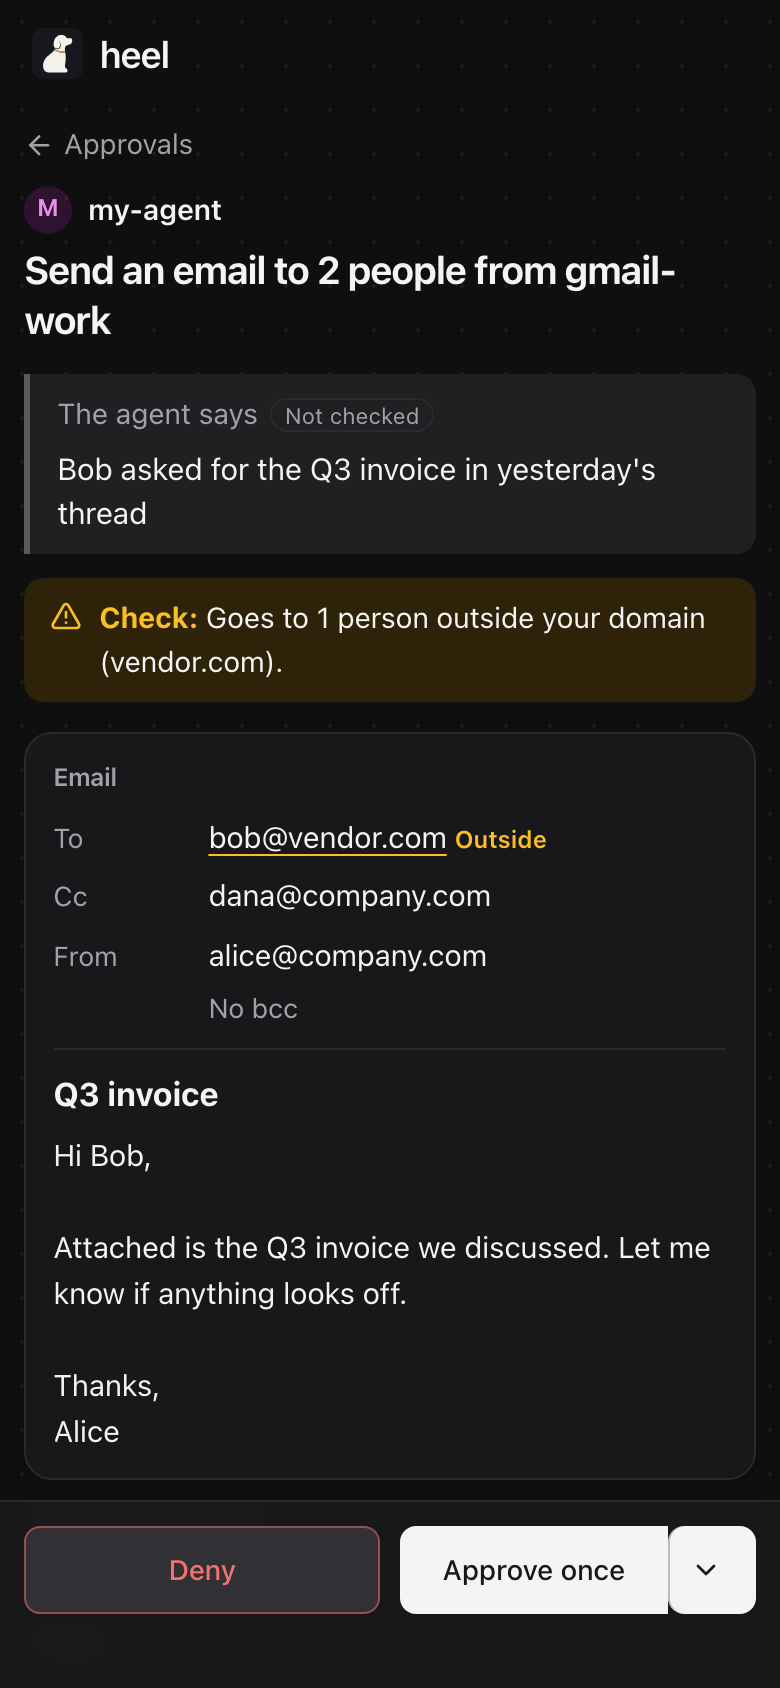 heel
← Approvals
M my-agent
Send an email to 2 people from gmail-
work
The agent says Not checked
Bob asked for the Q3 invoice in yesterday's
thread
Check: Goes to 1 person outside your domain
(vendor.com).
Email
To bob@vendor.com Outside
Cc dana@company.com
From alice@company.com
No bcc
Q3 invoice
Hi Bob,
Attached is the Q3 invoice we discussed. Let me
know if anything looks off.
Thanks,
Alice
Deny Approve once